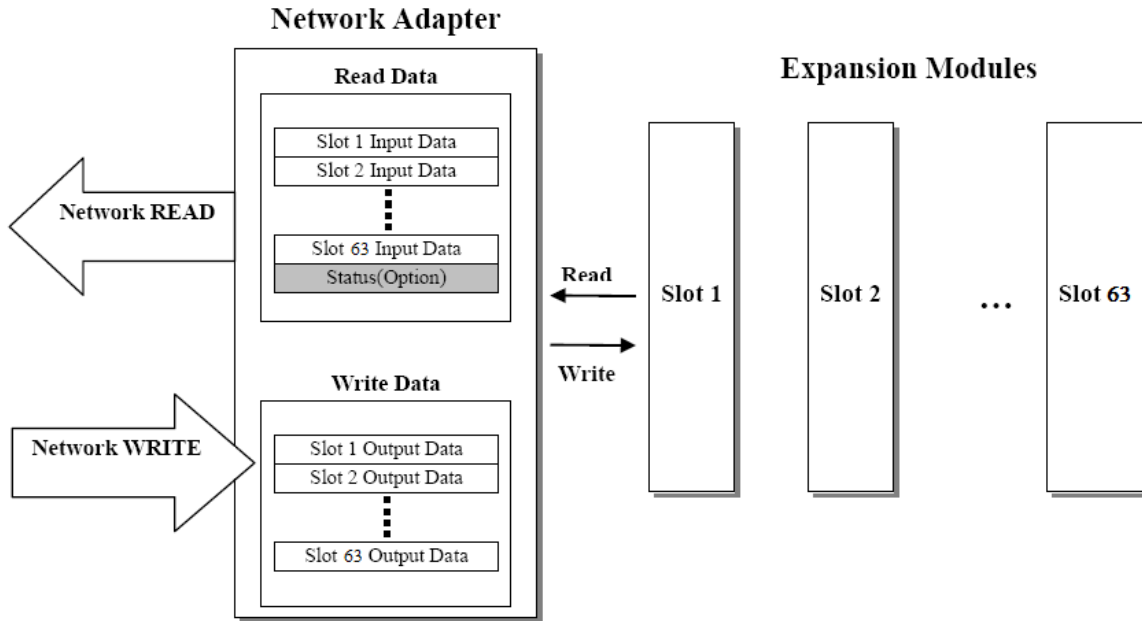 Network Adapter
Read Data
Slot 1 Input Data
Slot 2 Input Data
Slot 63 Input Data
Status(Option)
Network READ
Write Data
Slot 1 Output Data
Slot 2 Output Data
Slot 63 Output Data
Network WRITE
Read
Write
Expansion Modules
Slot 1
Slot 2
...
Slot 63